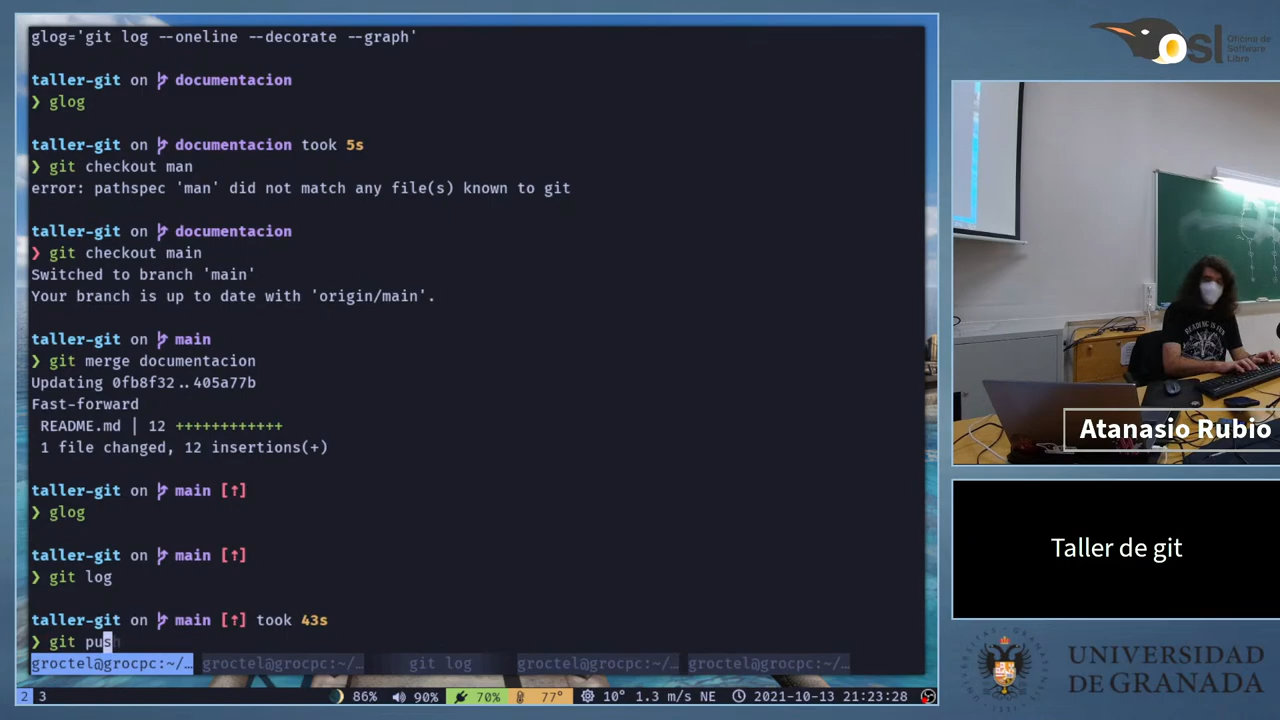 glog='git log --oneline --decorate --graph'
taller-git on documentacion
❯ glog
taller-git on documentacion took 5s
❯ git checkout man
error: pathspec 'man' did not match any file(s) known to git
taller-git on documentacion
❯ git checkout main
Switched to branch 'main'
Your branch is up to date with 'origin/main'.
taller-git on main
❯ git merge documentacion
Updating 0fb8f32..405a77b
Fast-forward
README.md | 12 ++++++++++++
1 file changed, 12 insertions(+)
taller-git on main [↑]
❯ glog
taller-git on main [↑]
❯ git log
taller-git on main [↑] took 43s
❯ git push
groctel@grocpc:~/… groctel@grocpc:~/… git log groctel@grocpc:~/… groctel@grocpc:~/…
2 3 86% 90% 70% 77° 10° 1.3 m/s NE 2021-10-13 21:23:28
osl
Oficina de
Software
Libre
READING IS FUN
Atanasio Rubio
Taller de git
UNIVERSIDAD
DE GRANADA